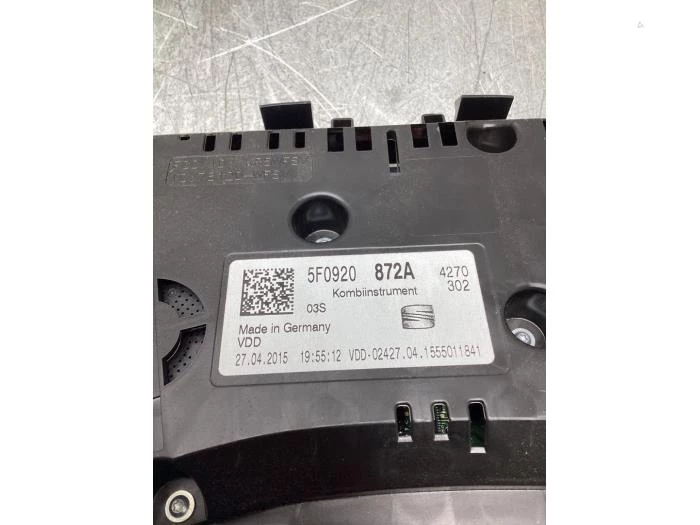 5F0920 872A 4270
Kombiinstrument 302
03S
Made in Germany
VDD
27.04.2015 19:55:12 VDD-02427.04.1555011841